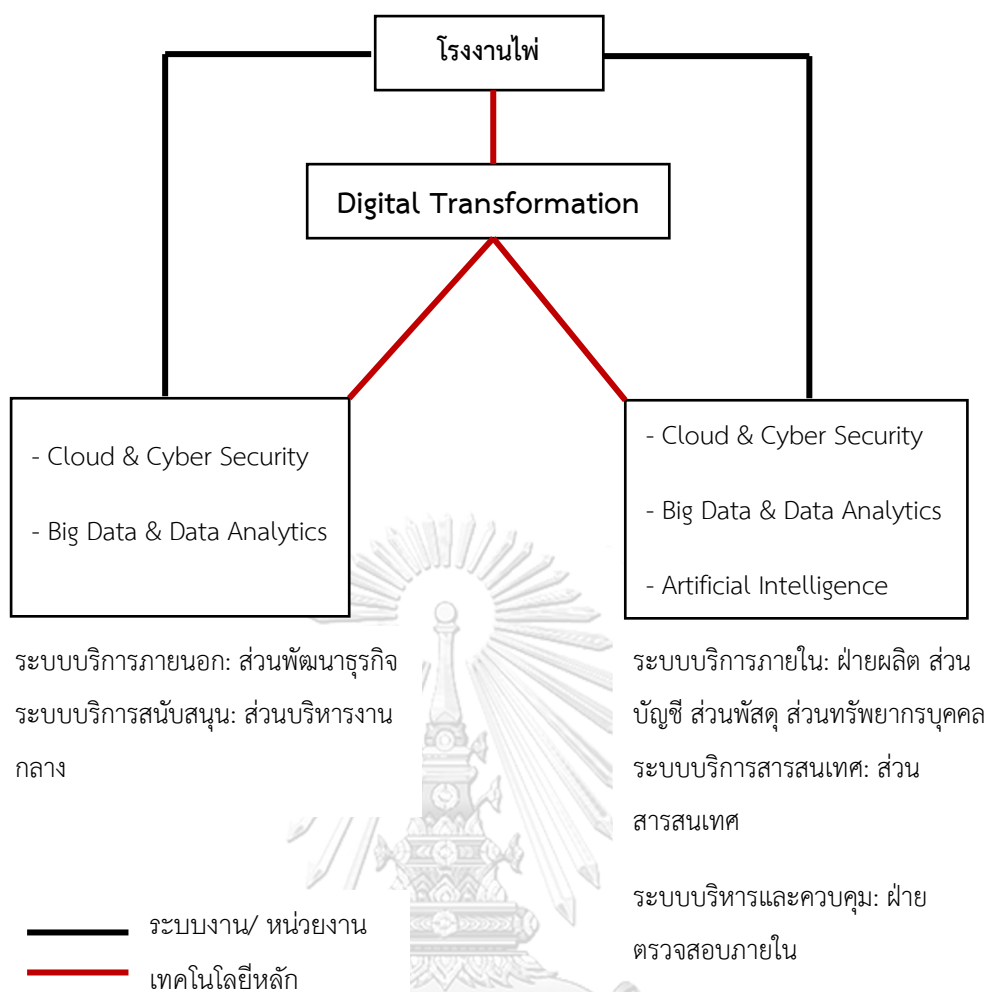 โรงงานไพ่
Digital Transformation
- Cloud & Cyber Security
- Big Data & Data Analytics
- Cloud & Cyber Security
- Big Data & Data Analytics
- Artificial Intelligence
ระบบบริการภายนอก: ส่วนพัฒนาธุรกิจ
ระบบบริการสนับสนุน: ส่วนบริหารงาน
กลาง
ระบบบริการภายใน: ฝ่ายผลิต ส่วน
บัญชี ส่วนพัสดุ ส่วนทรัพยากรบุคคล
ระบบบริการสารสนเทศ: ส่วน
สารสนเทศ
ระบบบริหารและควบคุม: ฝ่าย
ตรวจสอบภายใน
ระบบงาน/ หน่วยงาน
เทคโนโลยีหลัก